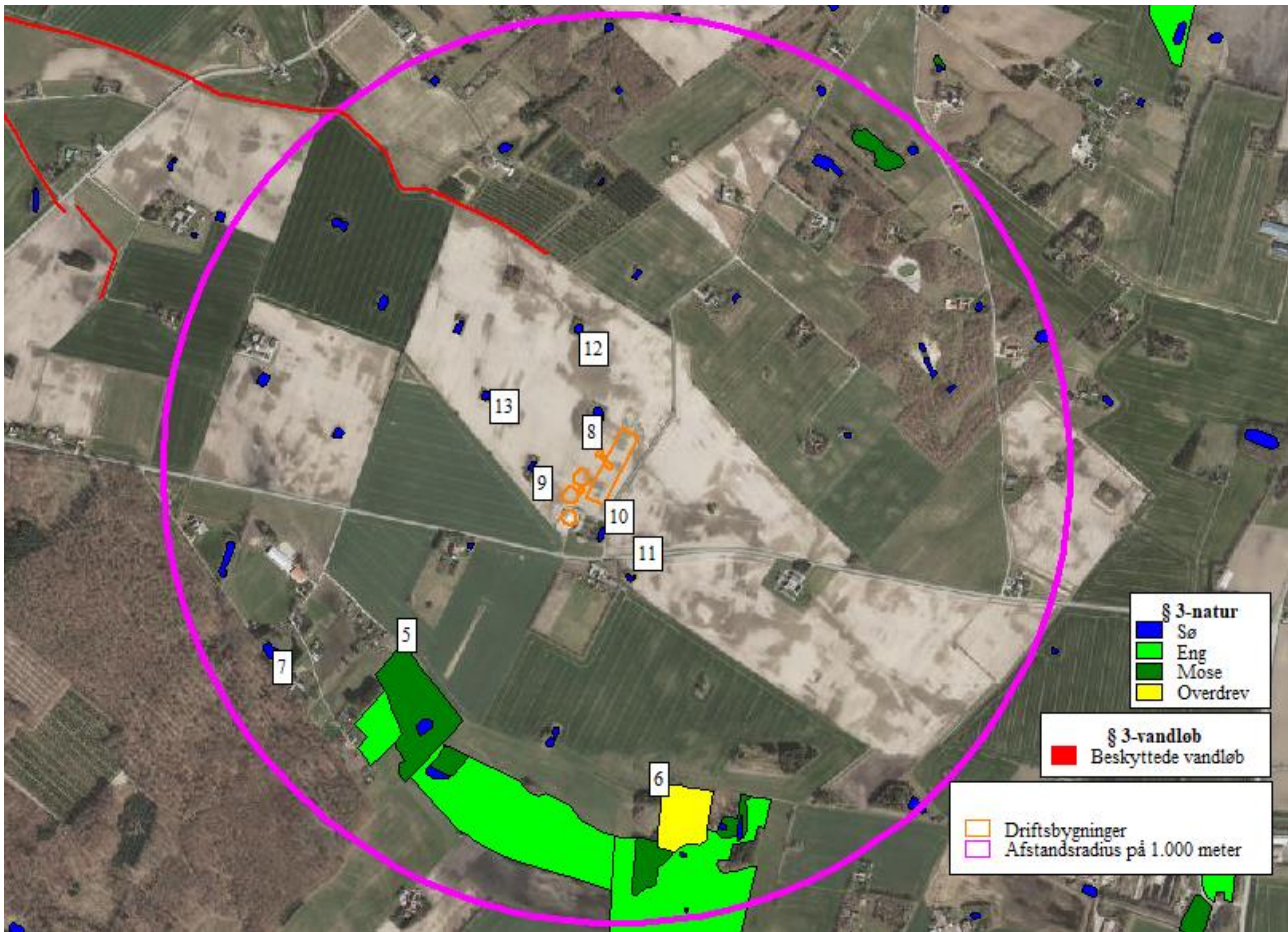 12
13
8
9
10
11
5
7
6
§ 3-natur
Sø
Eng
Mose
Overdrev
§ 3-vandløb
Beskyttede vandløb
Driftsbygninger
Afstandsradius på 1.000 meter